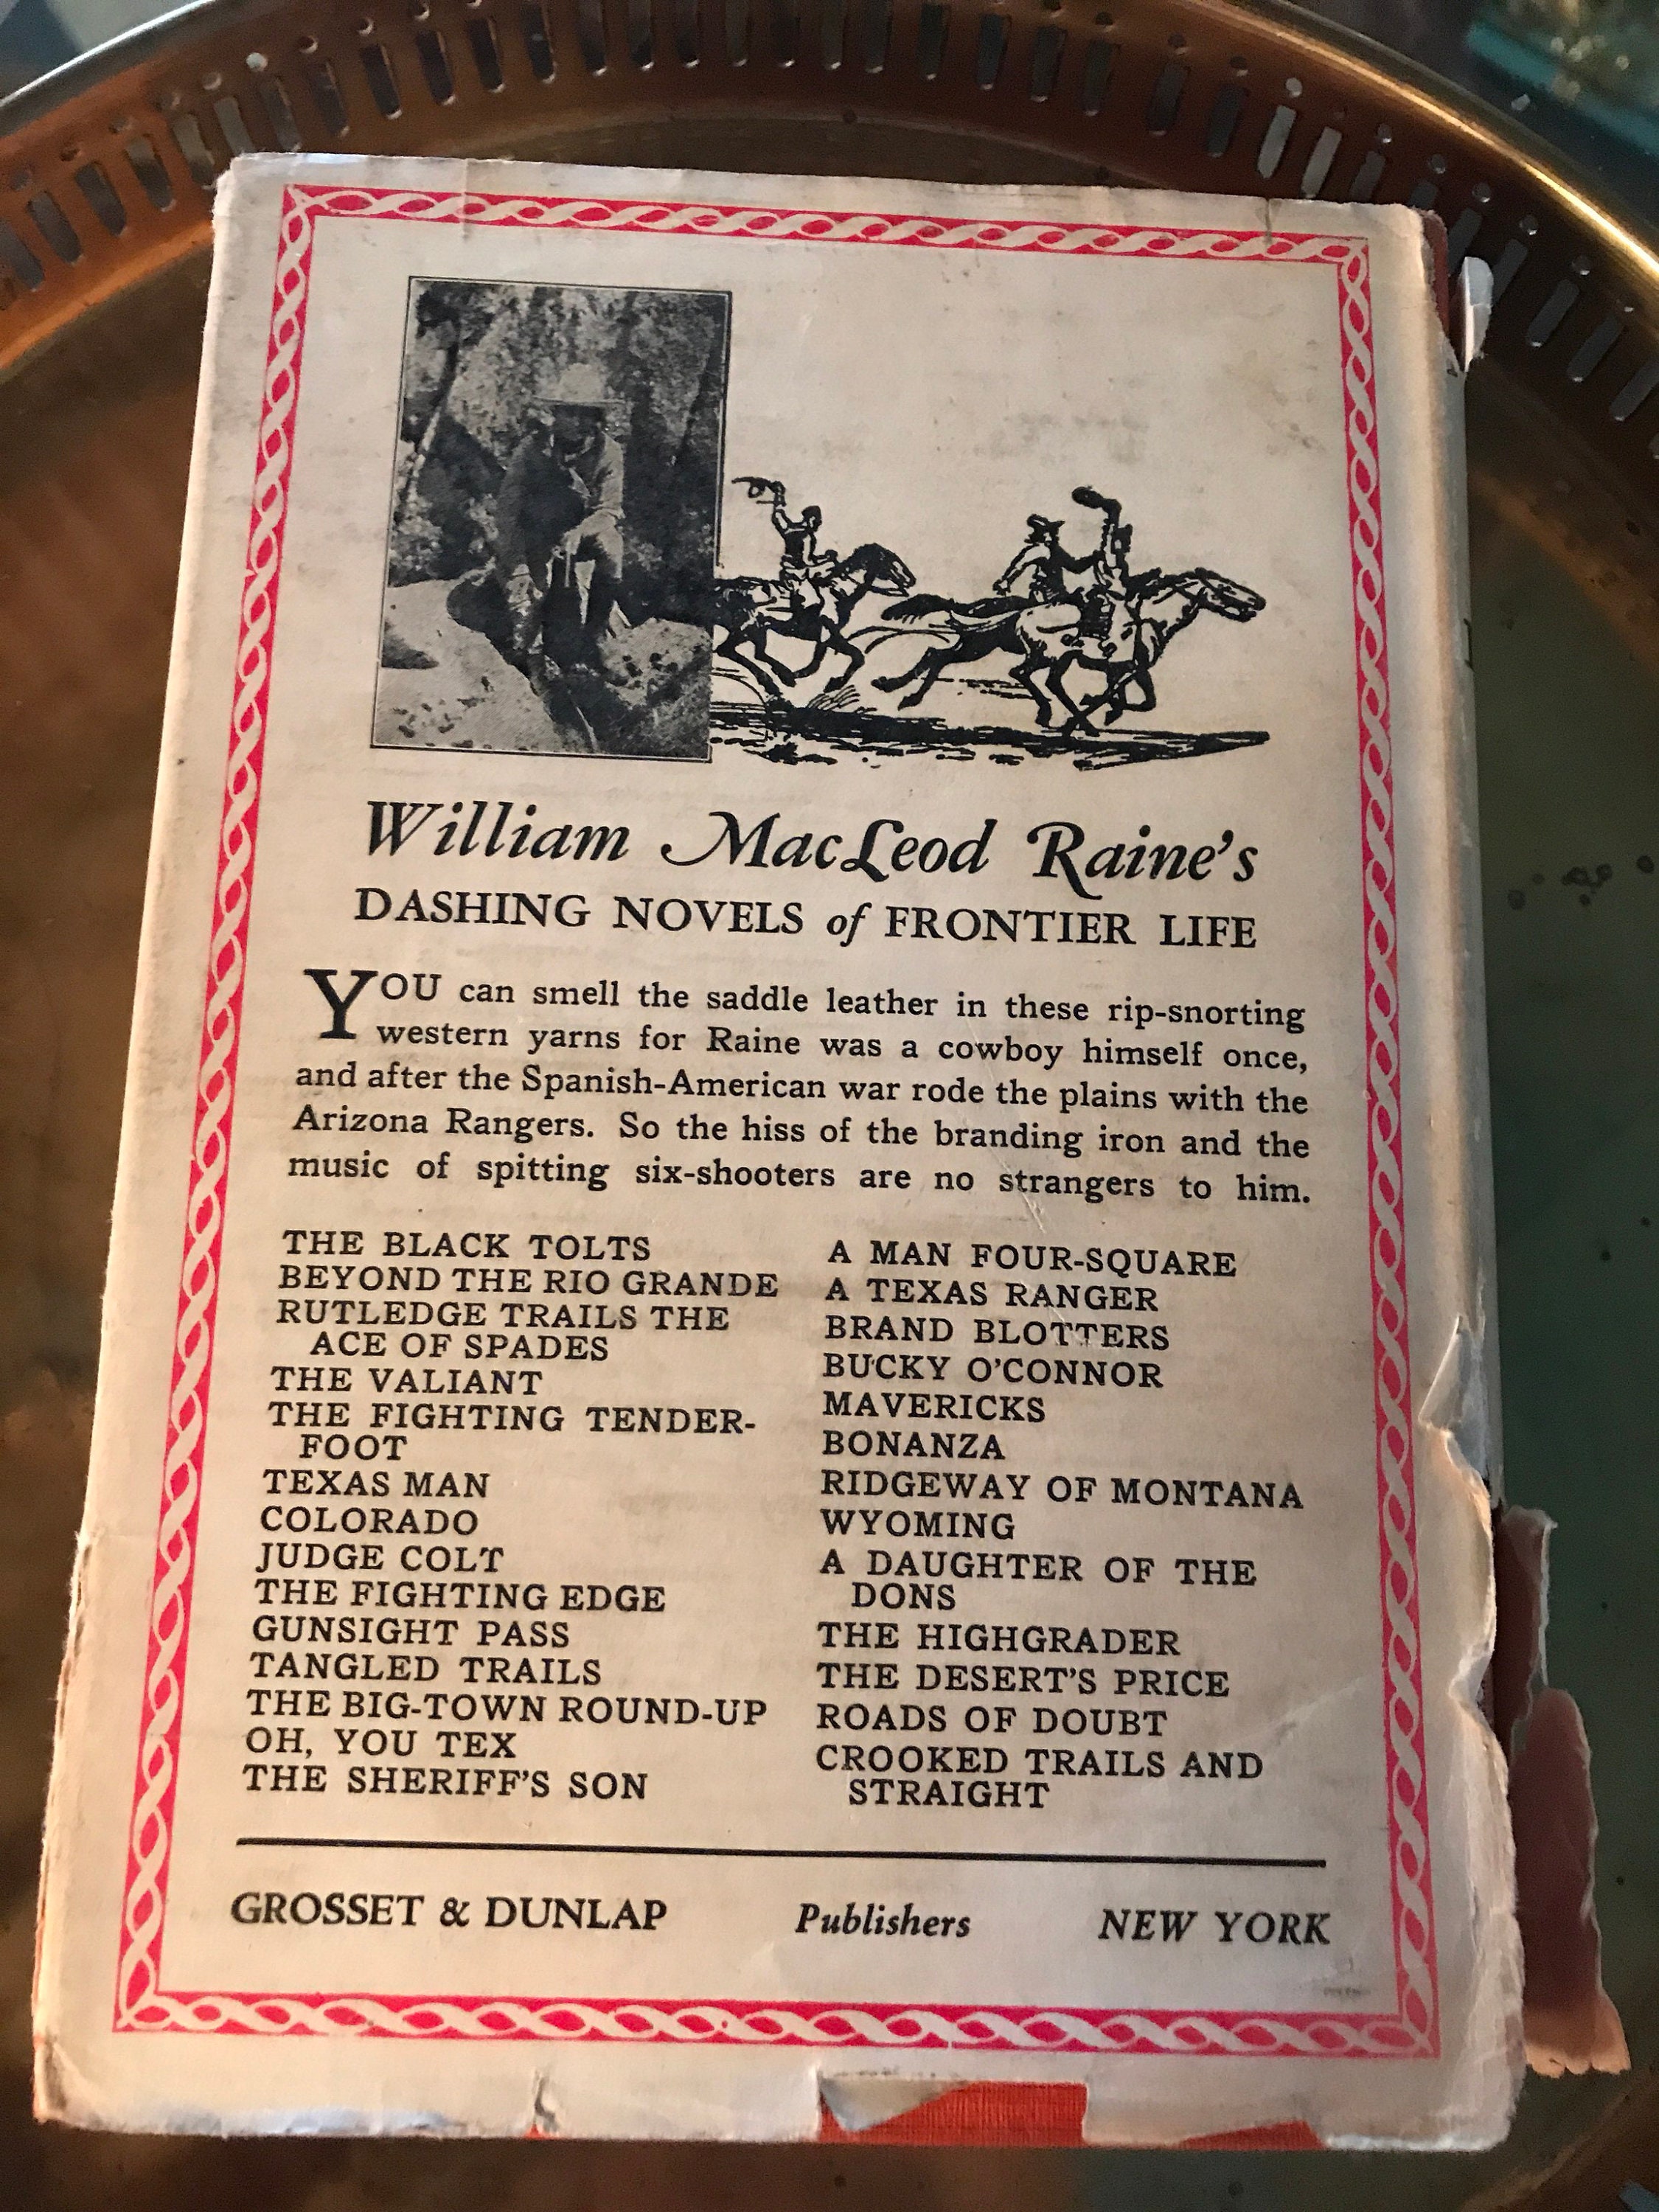 William MacLeod Raine's
DASHING NOVELS of FRONTIER LIFE
YOU can smell the saddle leather in these rip-snorting
western yarns for Raine was a cowboy himself once,
and after the Spanish-American war rode the plains with the
Arizona Rangers. So the hiss of the branding iron and the
music of spitting six-shooters are no strangers to him.
THE BLACK TOLTS
BEYOND THE RIO GRANDE
RUTLEDGE TRAILS THE
ACE OF SPADES
THE VALIANT
THE FIGHTING TENDER-
FOOT
TEXAS MAN
COLORADO
JUDGE COLT
THE FIGHTING EDGE
GUNSIGHT PASS
TANGLED TRAILS
THE BIG-TOWN ROUND-UP
OH, YOU TEX
THE SHERIFF'S SON
A MAN FOUR-SQUARE
A TEXAS RANGER
BRAND BLOTTERS
BUCKY O'CONNOR
MAVERICKS
BONANZA
RIDGEWAY OF MONTANA
WYOMING
A DAUGHTER OF THE
DONS
THE HIGHGRADER
THE DESERT'S PRICE
ROADS OF DOUBT
CROOKED TRAILS AND
STRAIGHT
GROSSET & DUNLAP Publishers NEW YORK